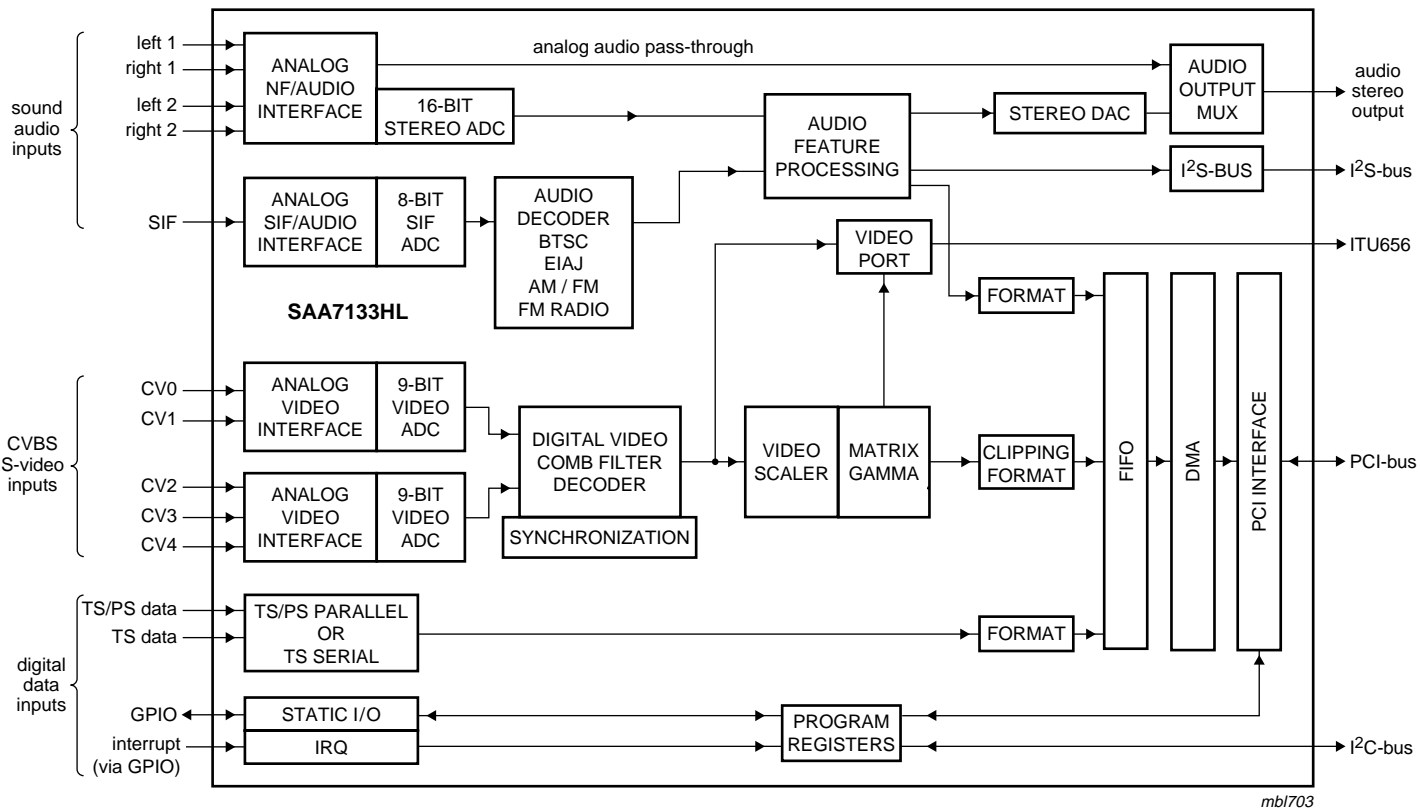 sound
audio
inputs
left 1
right 1
left 2
right 2
SIF
ANALOG
NF/AUDIO
INTERFACE
16-BIT
STEREO ADC
analog audio pass-through
AUDIO
FEATURE
PROCESSING
STEREO DAC
AUDIO
OUTPUT
MUX
audio
stereo
output
I²S-BUS
I²S-bus
ANALOG
SIF/AUDIO
INTERFACE
8-BIT
SIF
ADC
AUDIO
DECODER
BTSC
EIAJ
AM / FM
FM RADIO
VIDEO
PORT
ITU656
FORMAT
SAA7133HL
CVBS
S-video
inputs
CV0
CV1
CV2
CV3
CV4
ANALOG
VIDEO
INTERFACE
9-BIT
VIDEO
ADC
ANALOG
VIDEO
INTERFACE
9-BIT
VIDEO
ADC
DIGITAL VIDEO
COMB FILTER
DECODER
SYNCHRONIZATION
VIDEO
SCALER
MATRIX
GAMMA
CLIPPING
FORMAT
FIFO
DMA
PCI INTERFACE
PCI-bus
digital
data
inputs
TS/PS data
TS data
GPIO
interrupt
(via GPIO)
TS/PS PARALLEL
OR
TS SERIAL
FORMAT
STATIC I/O
IRQ
PROGRAM
REGISTERS
I²C-bus
mbl703